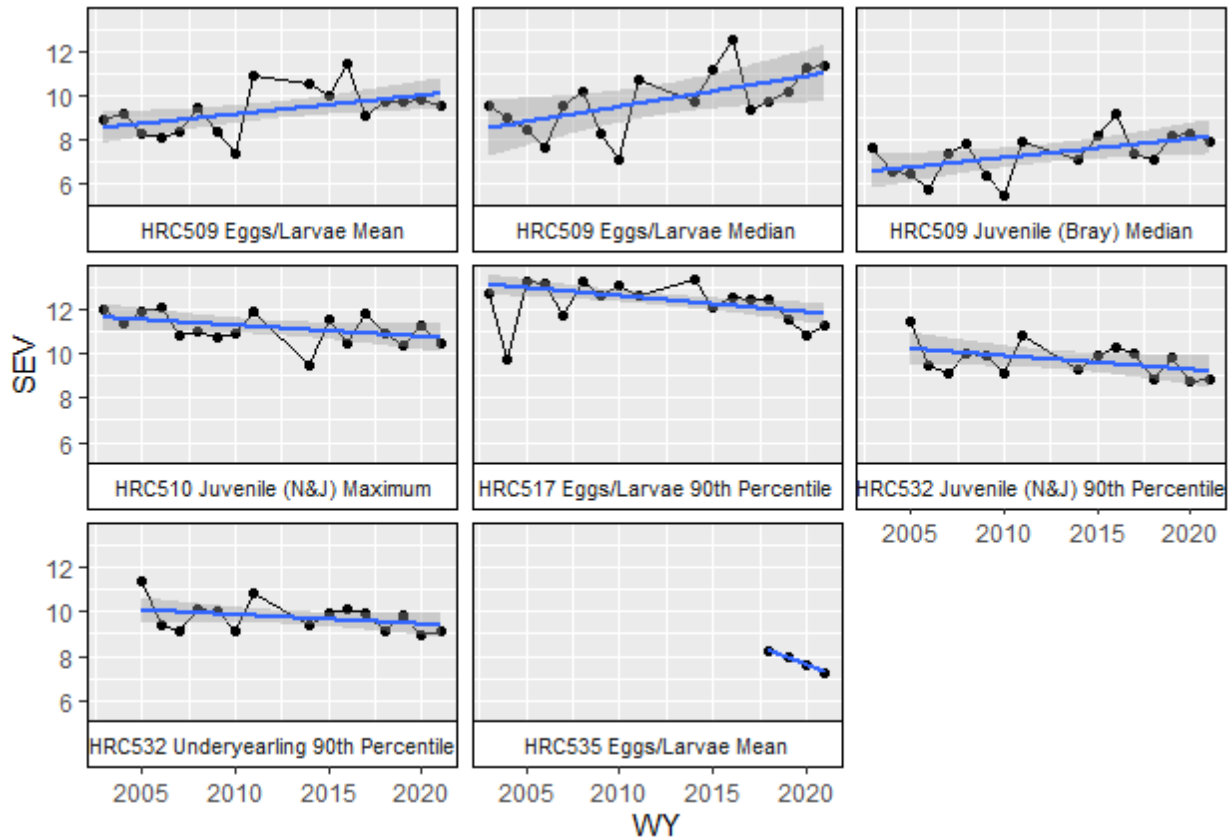 12
10
8
6
HRC509 Eggs/Larvae Mean
HRC509 Eggs/Larvae Median
HRC509 Juvenile (Bray) Median
SEV
12
10
8
6
HRC510 Juvenile (N&J) Maximum
HRC517 Eggs/Larvae 90th Percentile
HRC532 Juvenile (N&J) 90th Percentile
2005 2010 2015 2020
12
10
8
6
HRC532 Underyearling 90th Percentile
HRC535 Eggs/Larvae Mean
2005 2010 2015 2020
2005 2010 2015 2020
WY